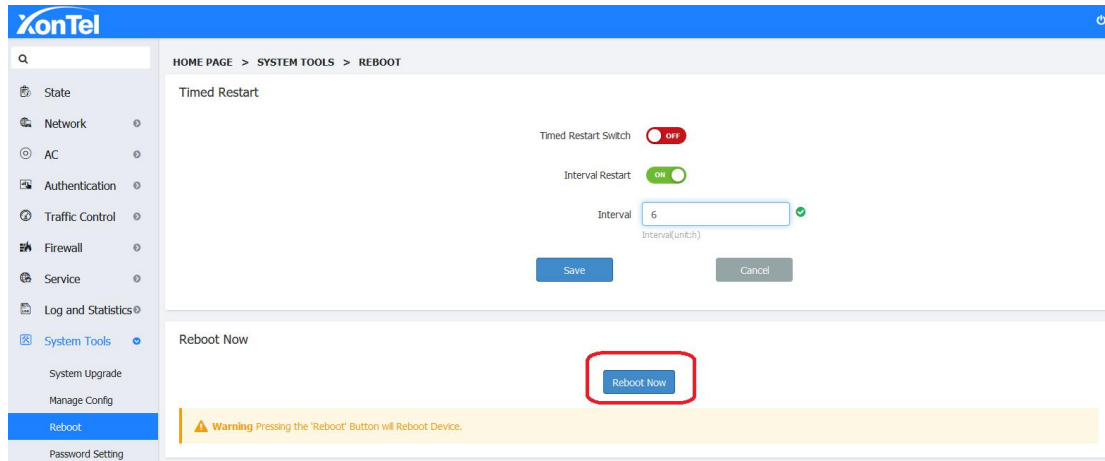 XonTel
HOME PAGE > SYSTEM TOOLS > REBOOT
State
Network
AC
Authentication
Traffic Control
Firewall
Service
Log and Statistics
System Tools
System Upgrade
Manage Config
Reboot
Password Setting
Timed Restart
Timed Restart Switch OFF
Interval Restart ON
Interval 6
Interval(unit:h)
Save Cancel
Reboot Now
Reboot Now
Warning Pressing the 'Reboot' Button will Reboot Device.